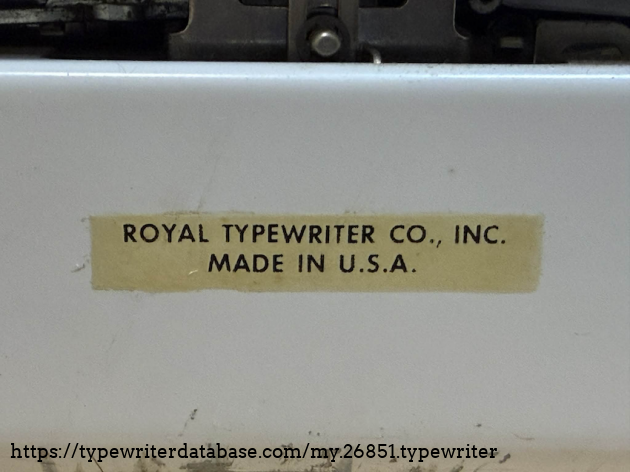 ROYAL TYPEWRITER CO., INC.
MADE IN U.S.A.
https://typewriterdatabase.com/my.26851.typewriter